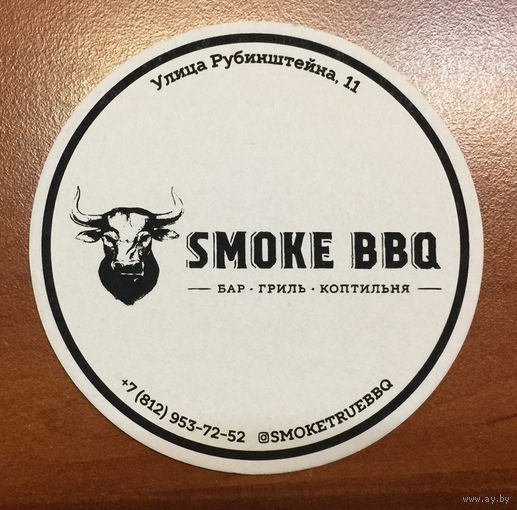 Улица Рубинштейна, 11
SMOKE BBQ
БАР · ГРИЛЬ · КОПТИЛЬНЯ
+7 (812) 953-72-52 @SMOKETRUEBBQ
www.ay.by